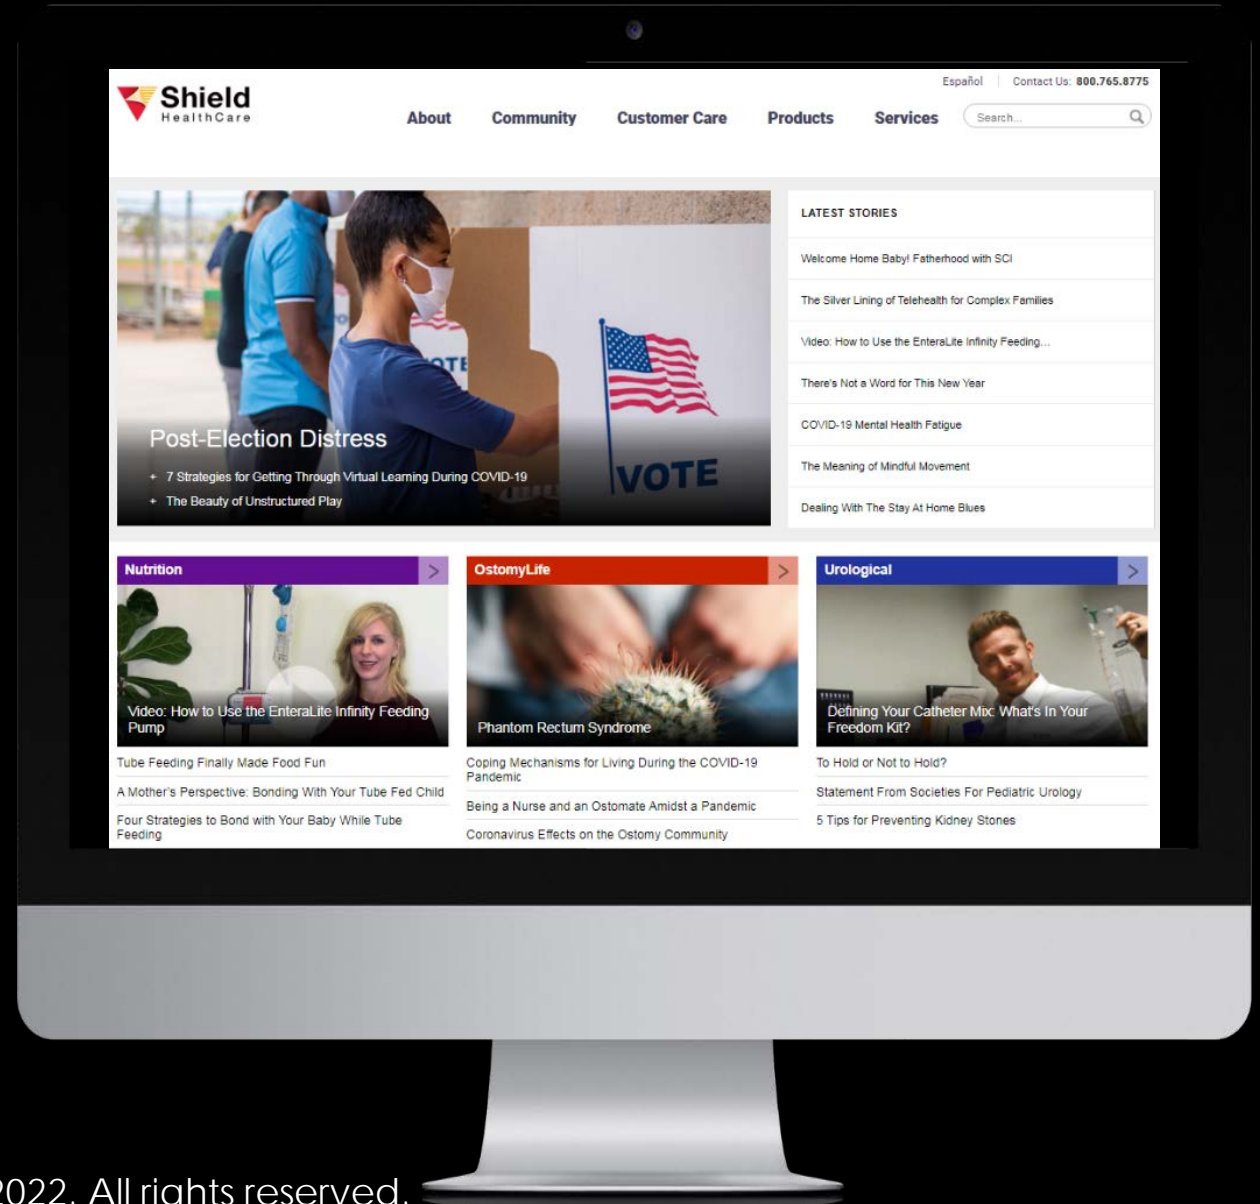 Shield
HealthCare
Español
Contact Us: 800.765.8775
About
Community
Customer Care
Products
Services
Search...
VOTE
Post-Election Distress
+ 7 Strategies for Getting Through Virtual Learning During COVID-19
+ The Beauty of Unstructured Play
LATEST STORIES
Welcome Home Baby! Fatherhood with SCI
The Silver Lining of Telehealth for Complex Families
Video: How to Use the EnteraLite Infinity Feeding...
There's Not a Word for This New Year
COVID-19 Mental Health Fatigue
The Meaning of Mindful Movement
Dealing With The Stay At Home Blues
Nutrition
>
Video: How to Use the EnteraLite Infinity Feeding
Pump
Tube Feeding Finally Made Food Fun
A Mother's Perspective: Bonding With Your Tube Fed Child
Four Strategies to Bond with Your Baby While Tube
Feeding
OstomyLife
>
Phantom Rectum Syndrome
Coping Mechanisms for Living During the COVID-19
Pandemic
Being a Nurse and an Ostomate Amidst a Pandemic
Coronavirus Effects on the Ostomy Community
Urological
>
Defining Your Catheter Mix: What's In Your
Freedom Kit?
To Hold or Not to Hold?
Statement From Societies For Pediatric Urology
5 Tips for Preventing Kidney Stones
2022. All rights reserved.